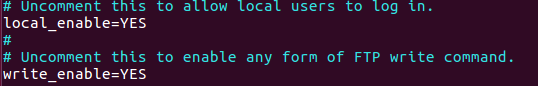 # Uncomment this to allow local users to log in.
local_enable=YES
#
# Uncomment this to enable any form of FTP write command.
write_enable=YES